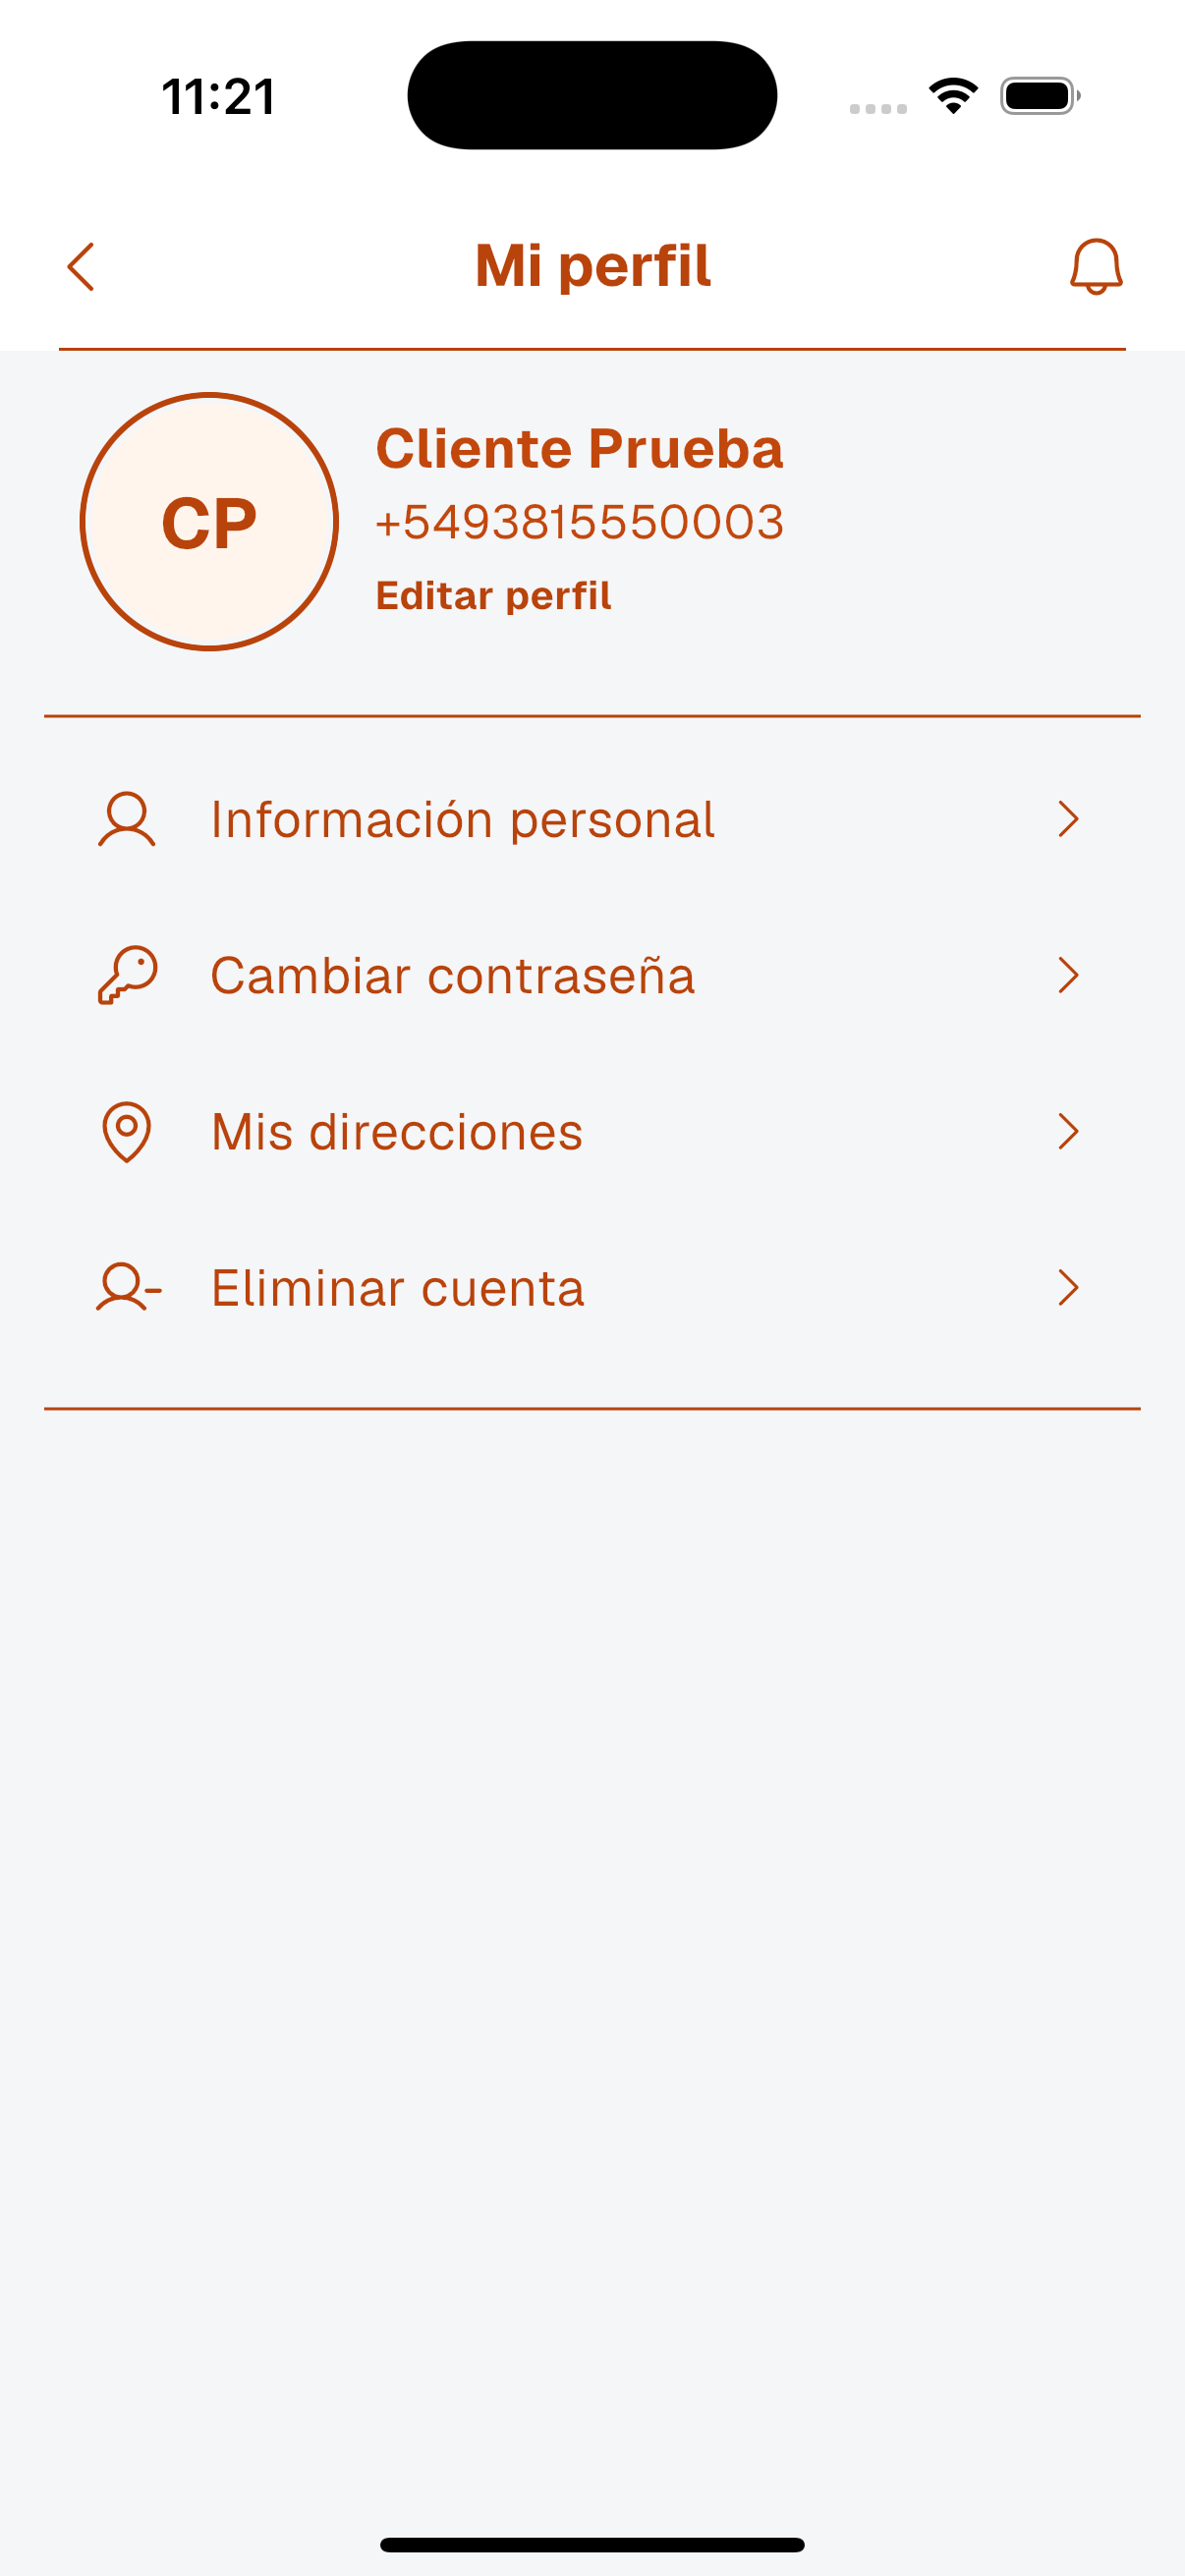 11:21
Mi perfil
CP
Cliente Prueba
+5493815550003
Editar perfil
Información personal
Cambiar contraseña
Mis direcciones
Eliminar cuenta